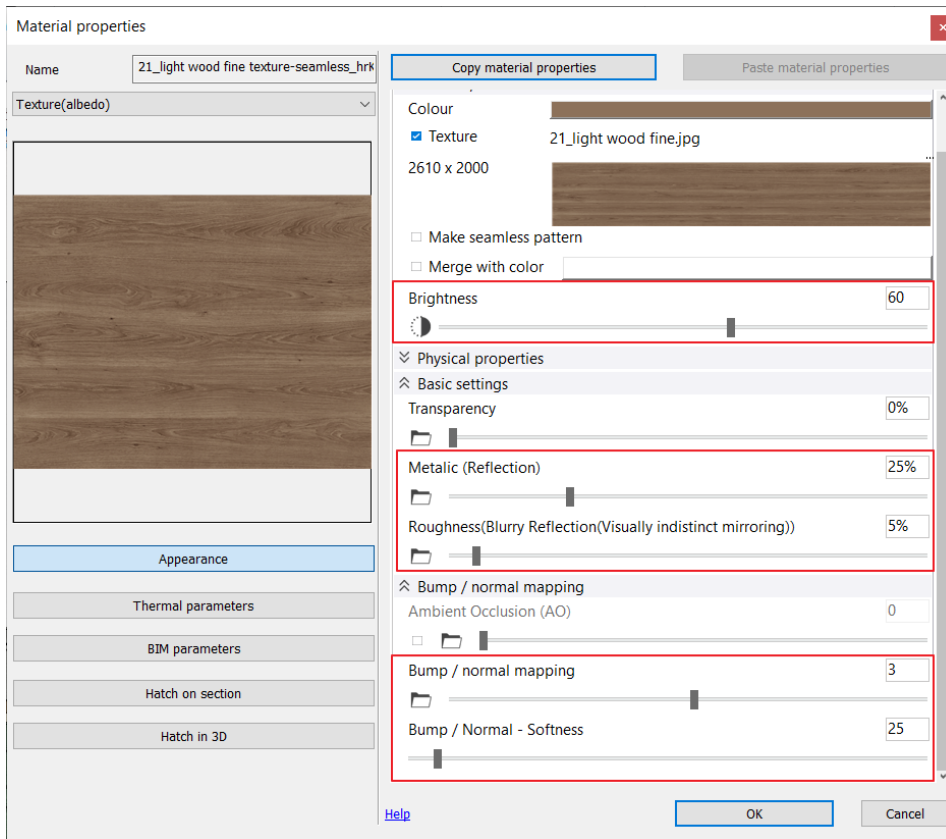 Material properties
Name
21_light wood fine texture-seamless_hrk
Copy material properties
Paste material properties
Texture(albedo)
Colour
Texture
21_light wood fine.jpg
...
2610 x 2000
Make seamless pattern
Merge with color
Brightness
60
Physical properties
Basic settings
Transparency
0%
Metalic (Reflection)
25%
Roughness(Blurry Reflection(Visually indistinct mirroring))
5%
Appearance
Thermal parameters
BIM parameters
Hatch on section
Hatch in 3D
Bump / normal mapping
Ambient Occlusion (AO)
0
Bump / normal mapping
3
Bump / Normal - Softness
25
Help
OK
Cancel